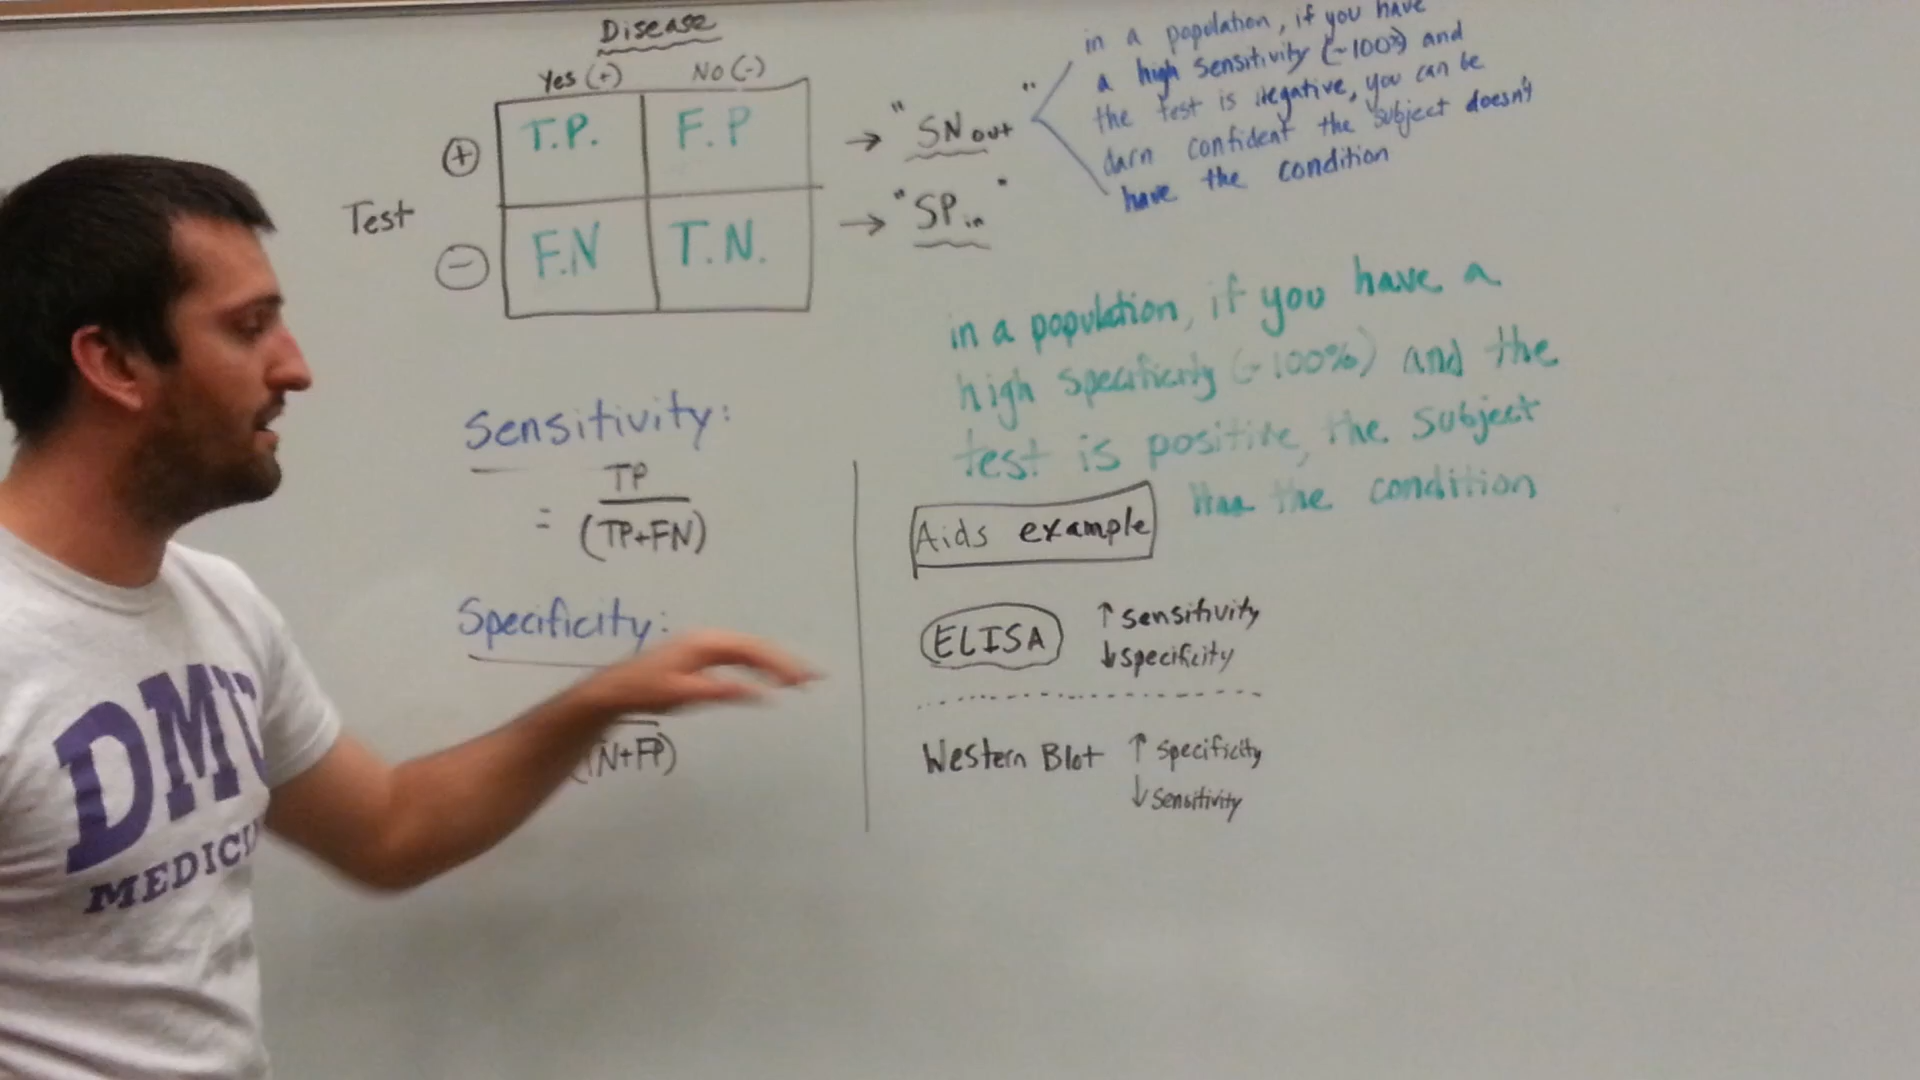 Disease
Yes (+) No (-)
T.P. F.P
F.N T.N.
Test
+
-
→ "SNout"
→ "SPin"
in a population, if you have
a high sensitivity (~100%) and
the test is negative, you can be
darn confident the subject doesn't
have the condition
in a population, if you have a
high specificity (~100%) and the
test is positive, the subject
has the condition
Sensitivity:
= TP
(TP+FN)
Specificity:
N+FP)
Aids example
ELISA ↑ sensitivity
↓ specificity
Western Blot ↑ specificity
↓ sensitivity
DMU
MEDICI